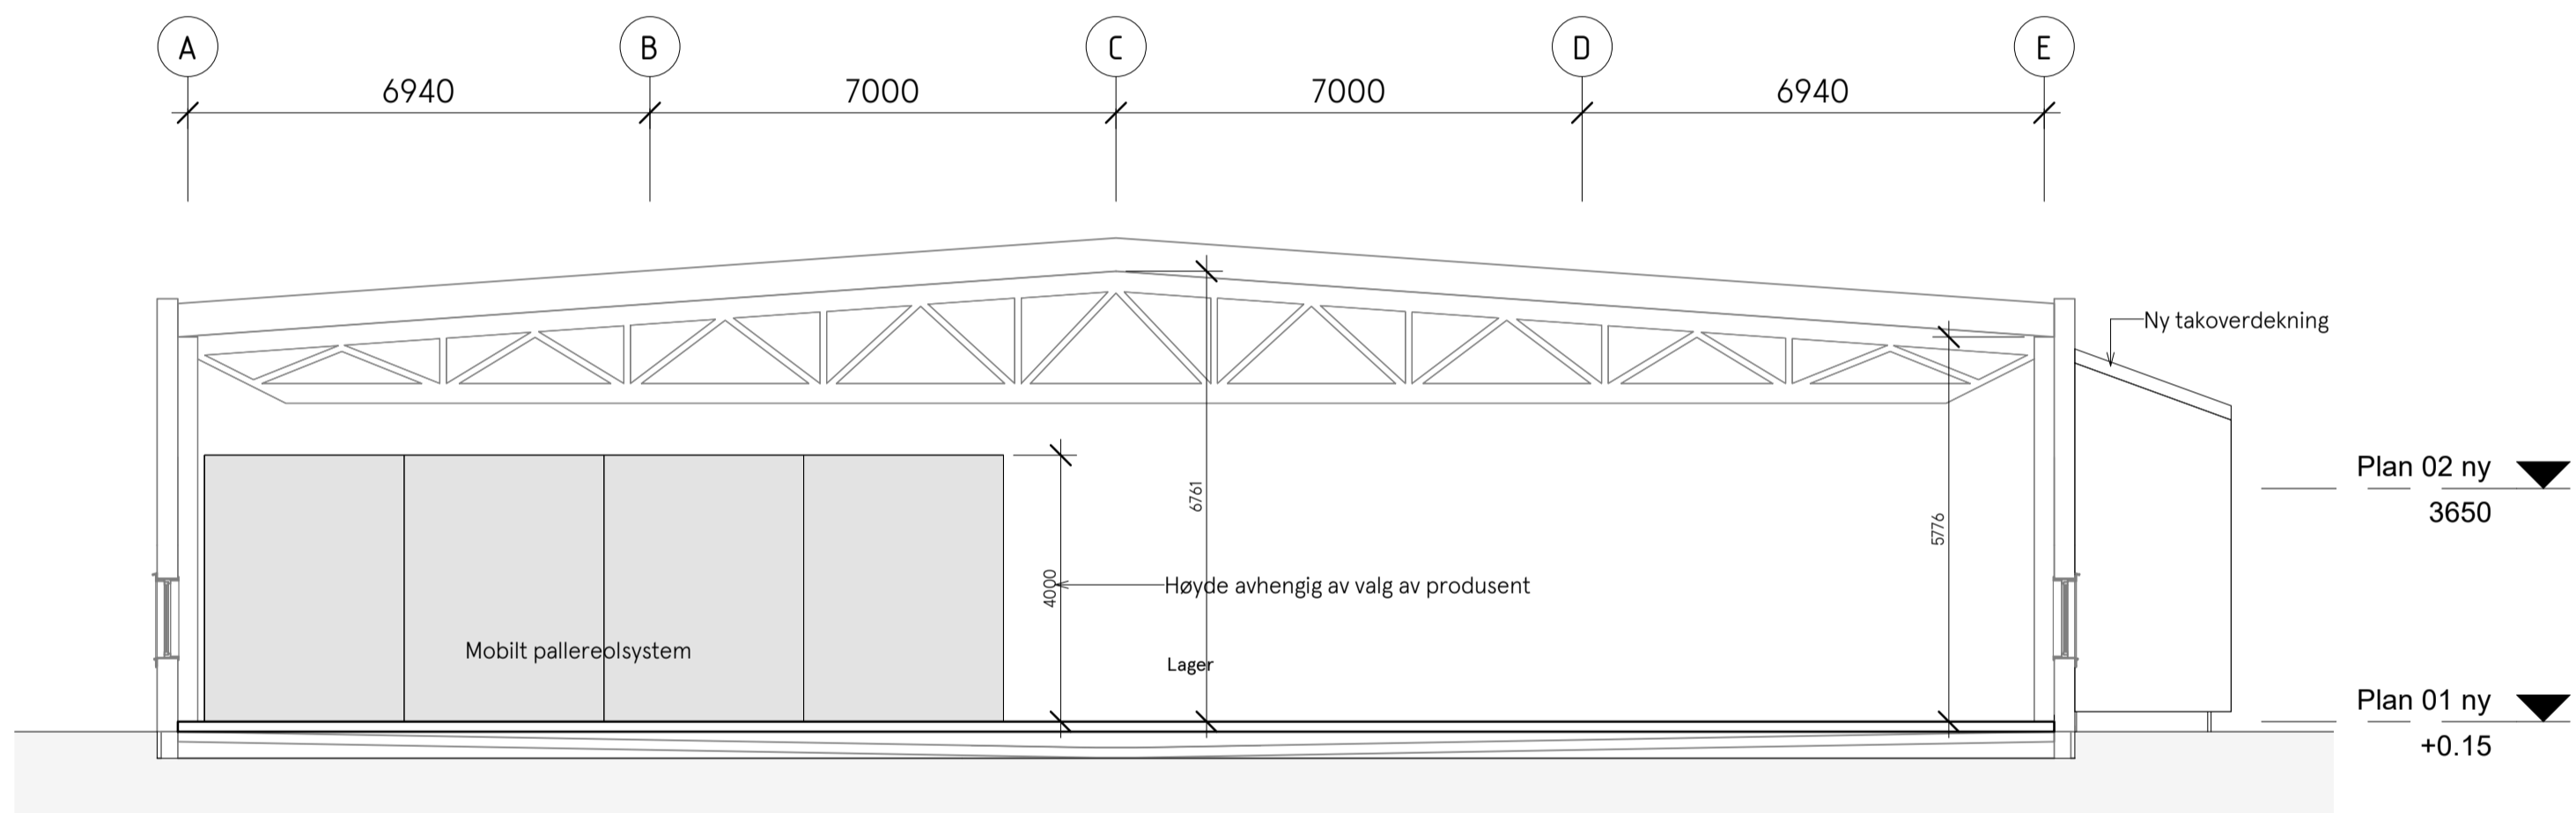 A B C D E
6940 7000 7000 6940
Ny takoverdekning
Plan 02 ny
3650
6761
5776
4000
Høyde avhengig av valg av produsent
Mobilt pallereolsystem
Lager
Plan 01 ny
+0.15